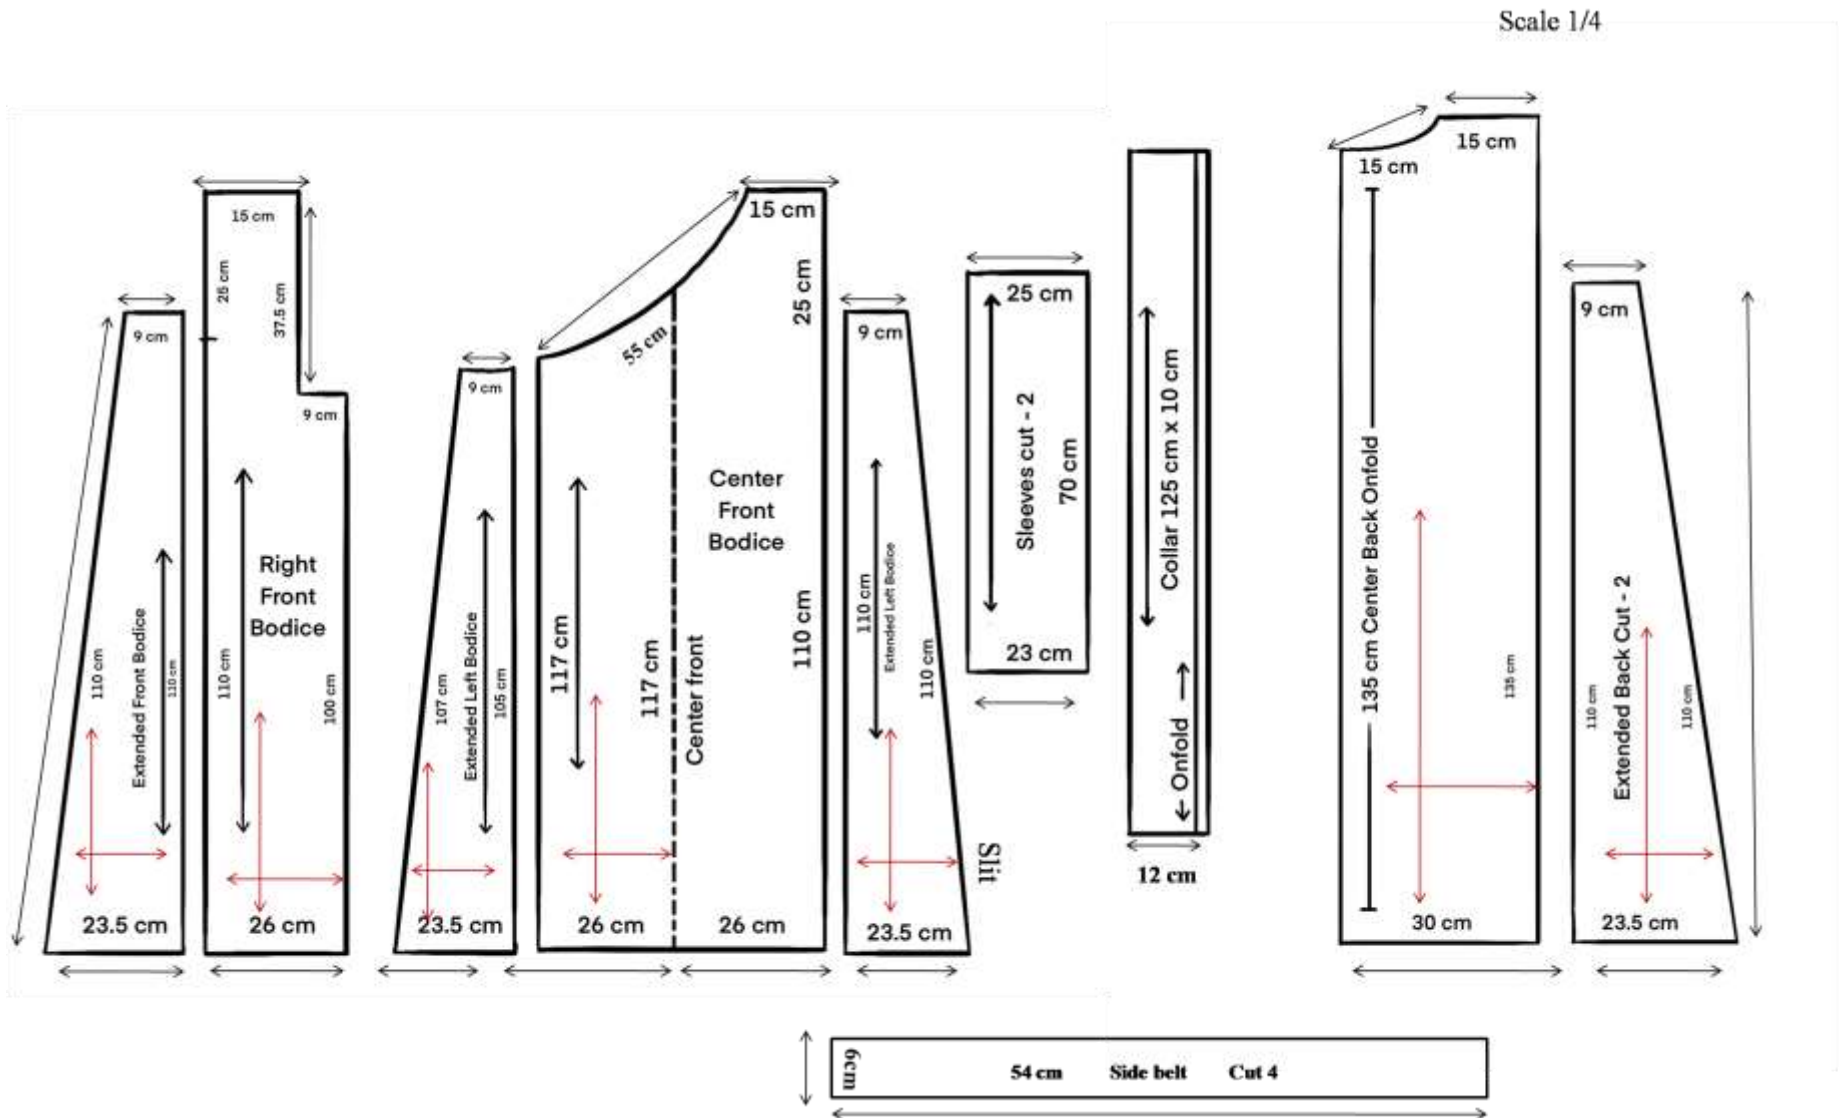 Scale 1/4
9 cm
110 cm
Extended Front Bodice
110 cm
23.5 cm
15 cm
25 cm
37.5 cm
9 cm
Right
Front
Bodice
110 cm
100 cm
26 cm
9 cm
107 cm
Extended Left Bodice
105 cm
23.5 cm
15 cm
25 cm
55 cm
Center
Front
Bodice
117 cm
117 cm
Center front
110 cm
26 cm
26 cm
9 cm
110 cm
Extended Left Bodice
110 cm
Slit
23.5 cm
25 cm
Sleeves cut - 2
70 cm
23 cm
Collar 125 cm x 10 cm
Onfold
12 cm
15 cm
15 cm
135 cm Center Back Onfold
135 cm
30 cm
9 cm
110 cm
Extended Back Cut - 2
110 cm
23.5 cm
6cm
54 cm Side belt Cut 4